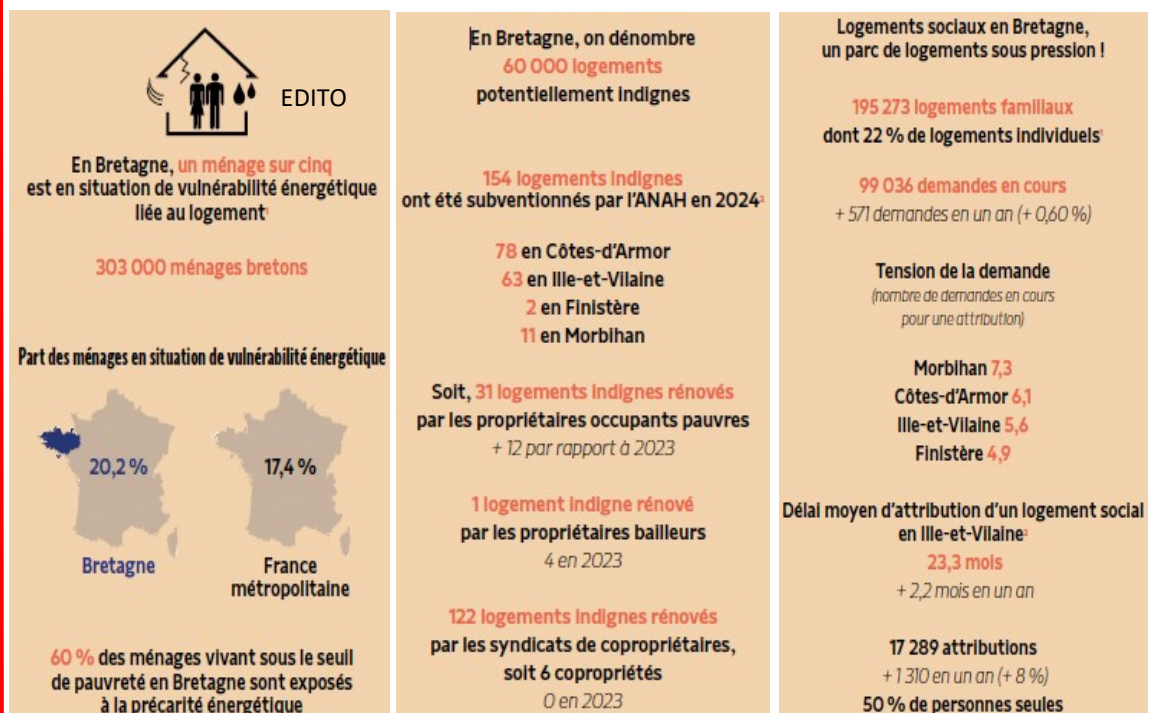 EDITO
En Bretagne, un ménage sur cinq
est en situation de vulnérabilité énergétique
liée au logement¹
303 000 ménages bretons
Part des ménages en situation de vulnérabilité énergétique
20,2 %
17,4 %
Bretagne
France
métropolitaine
60 % des ménages vivant sous le seuil
de pauvreté en Bretagne sont exposés
à la précarité énergétique
En Bretagne, on dénombre
60 000 logements
potentiellement indignes
154 logements indignes
ont été subventionnés par l'ANAH en 2024
78 en Côtes-d'Armor
63 en Ille-et-Vilaine
2 en Finistère
11 en Morbihan
Soit, 31 logements indignes rénovés
par les propriétaires occupants pauvres
+ 12 par rapport à 2023
1 logement indigne rénové
par les propriétaires bailleurs
4 en 2023
122 logements indignes rénovés
par les syndicats de copropriétaires,
soit 6 copropriétés
0 en 2023
Logements sociaux en Bretagne,
un parc de logements sous pression !
195 273 logements familiaux
dont 22 % de logements individuels
99 036 demandes en cours
+ 571 demandes en un an (+ 0,60 %)
Tension de la demande
(nombre de demandes en cours
pour une attribution)
Morbihan 7,3
Côtes-d'Armor 6,1
Ille-et-Vilaine 5,6
Finistère 4,9
Délai moyen d'attribution d'un logement social
en Ille-et-Vilaine
23,3 mois
+ 2,2 mois en un an
17 289 attributions
+ 1 310 en un an (+ 8 %)
50 % de personnes seules